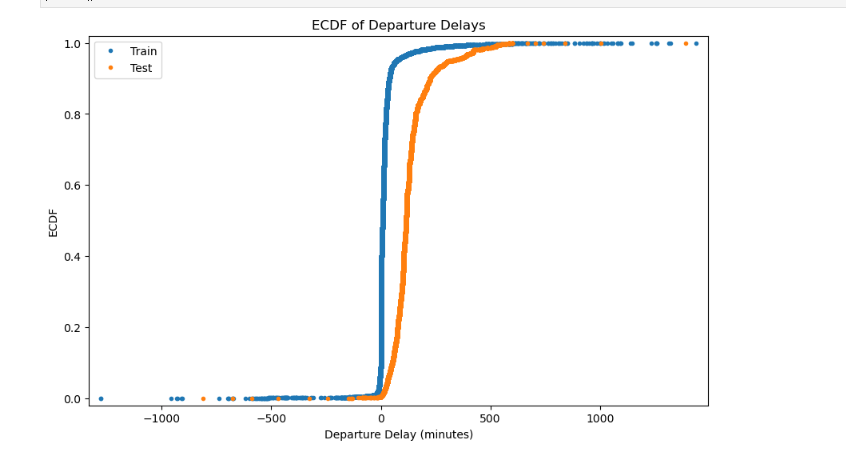 ECDF of Departure Delays
Train
Test
1.0
0.8
0.6
0.4
0.2
0.0
ECDF
−1000
−500
0
500
1000
Departure Delay (minutes)